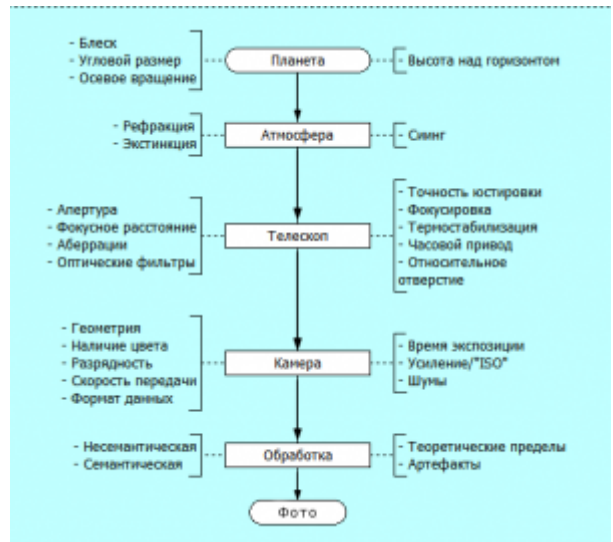 - Блеск
- Угловой размер
- Осевое вращение
Планета
- Высота над горизонтом
- Рефракция
- Экстинкция
Атмосфера
- Сиинг
- Апертура
- Фокусное расстояние
- Аберрации
- Оптические фильтры
Телескоп
- Точность юстировки
- Фокусировка
- Термостабилизация
- Часовой привод
- Относительное
отверстие
- Геометрия
- Наличие цвета
- Разрядность
- Скорость передачи
- Формат данных
Камера
- Время экспозиции
- Усиление/"ISO"
- Шумы
- Несемантическая
- Семантическая
Обработка
- Теоретические пределы
- Артефакты
Фото